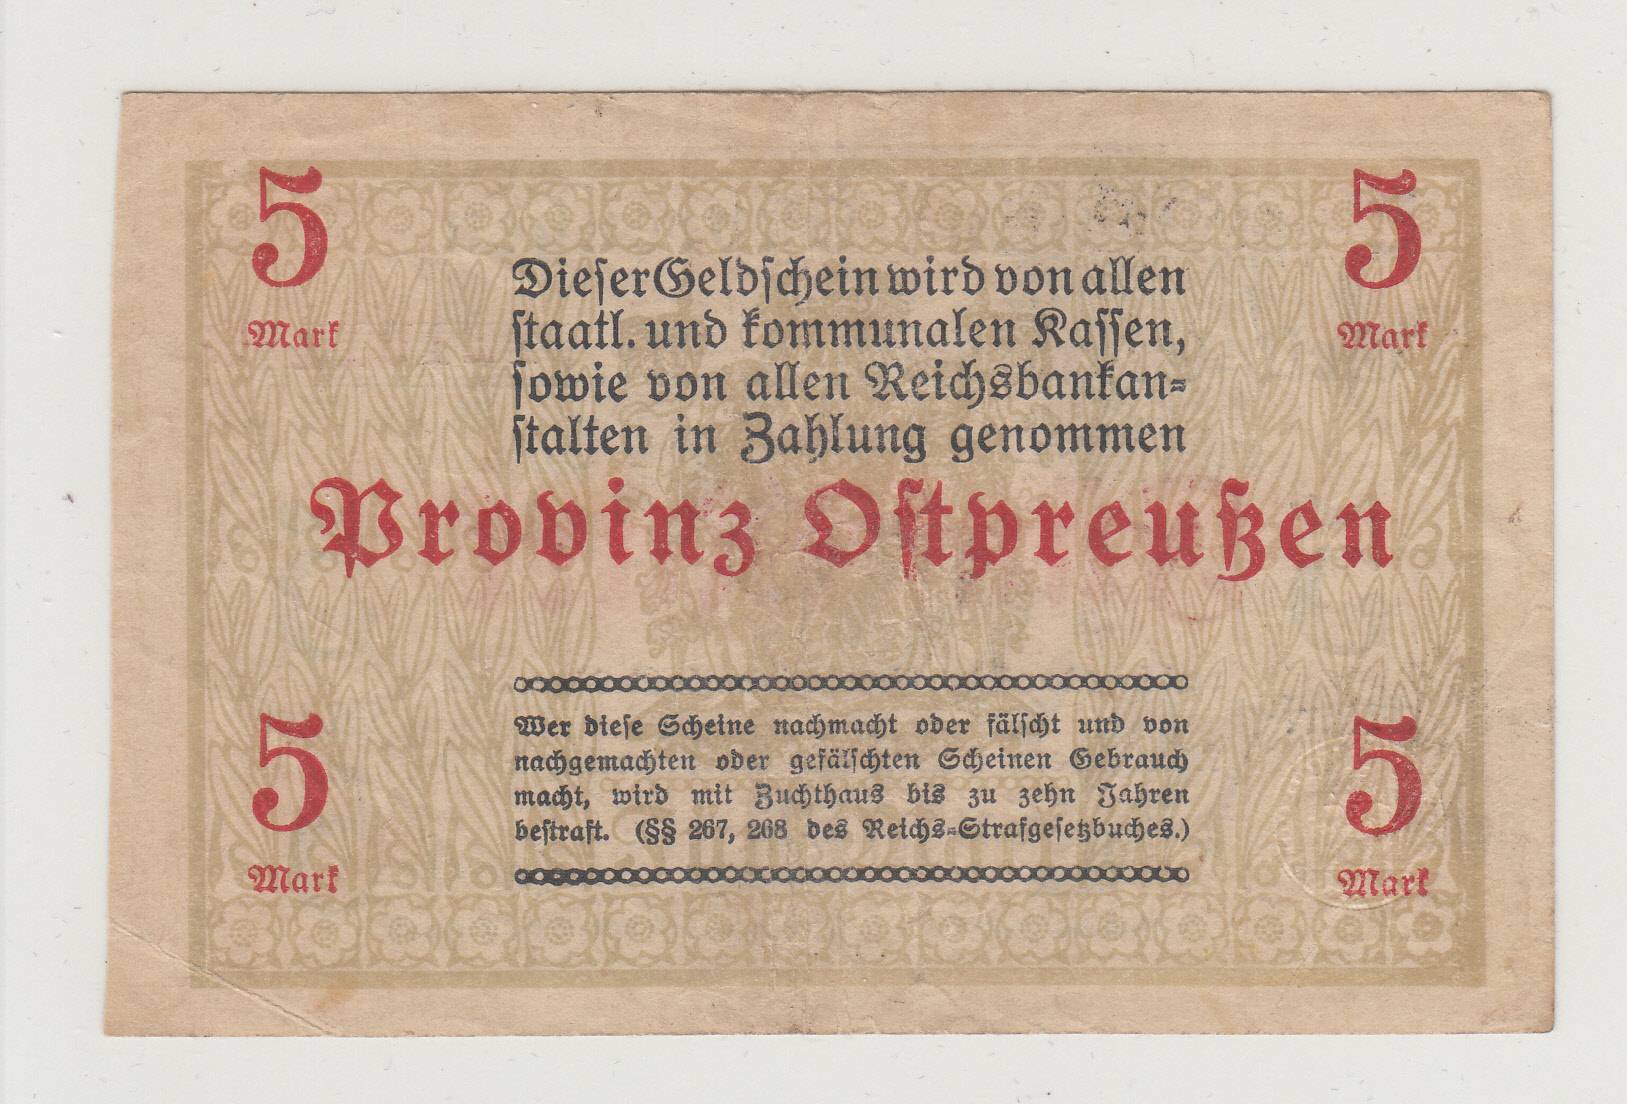 5
5
Mark
Mark
Dieser Geldschein wird von allen
staatl. und kommunalen Kassen,
sowie von allen Reichsbankan=
stalten in Zahlung genommen
Provinz Ostpreußen
5
5
Mark
Mark
Wer diese Scheine nachmacht oder fälscht und von
nachgemachten oder gefälschten Scheinen Gebrauch
macht, wird mit Zuchthaus bis zu zehn Jahren
bestraft. (§§ 267, 268 des Reichs=Strafgesetzbuches.)